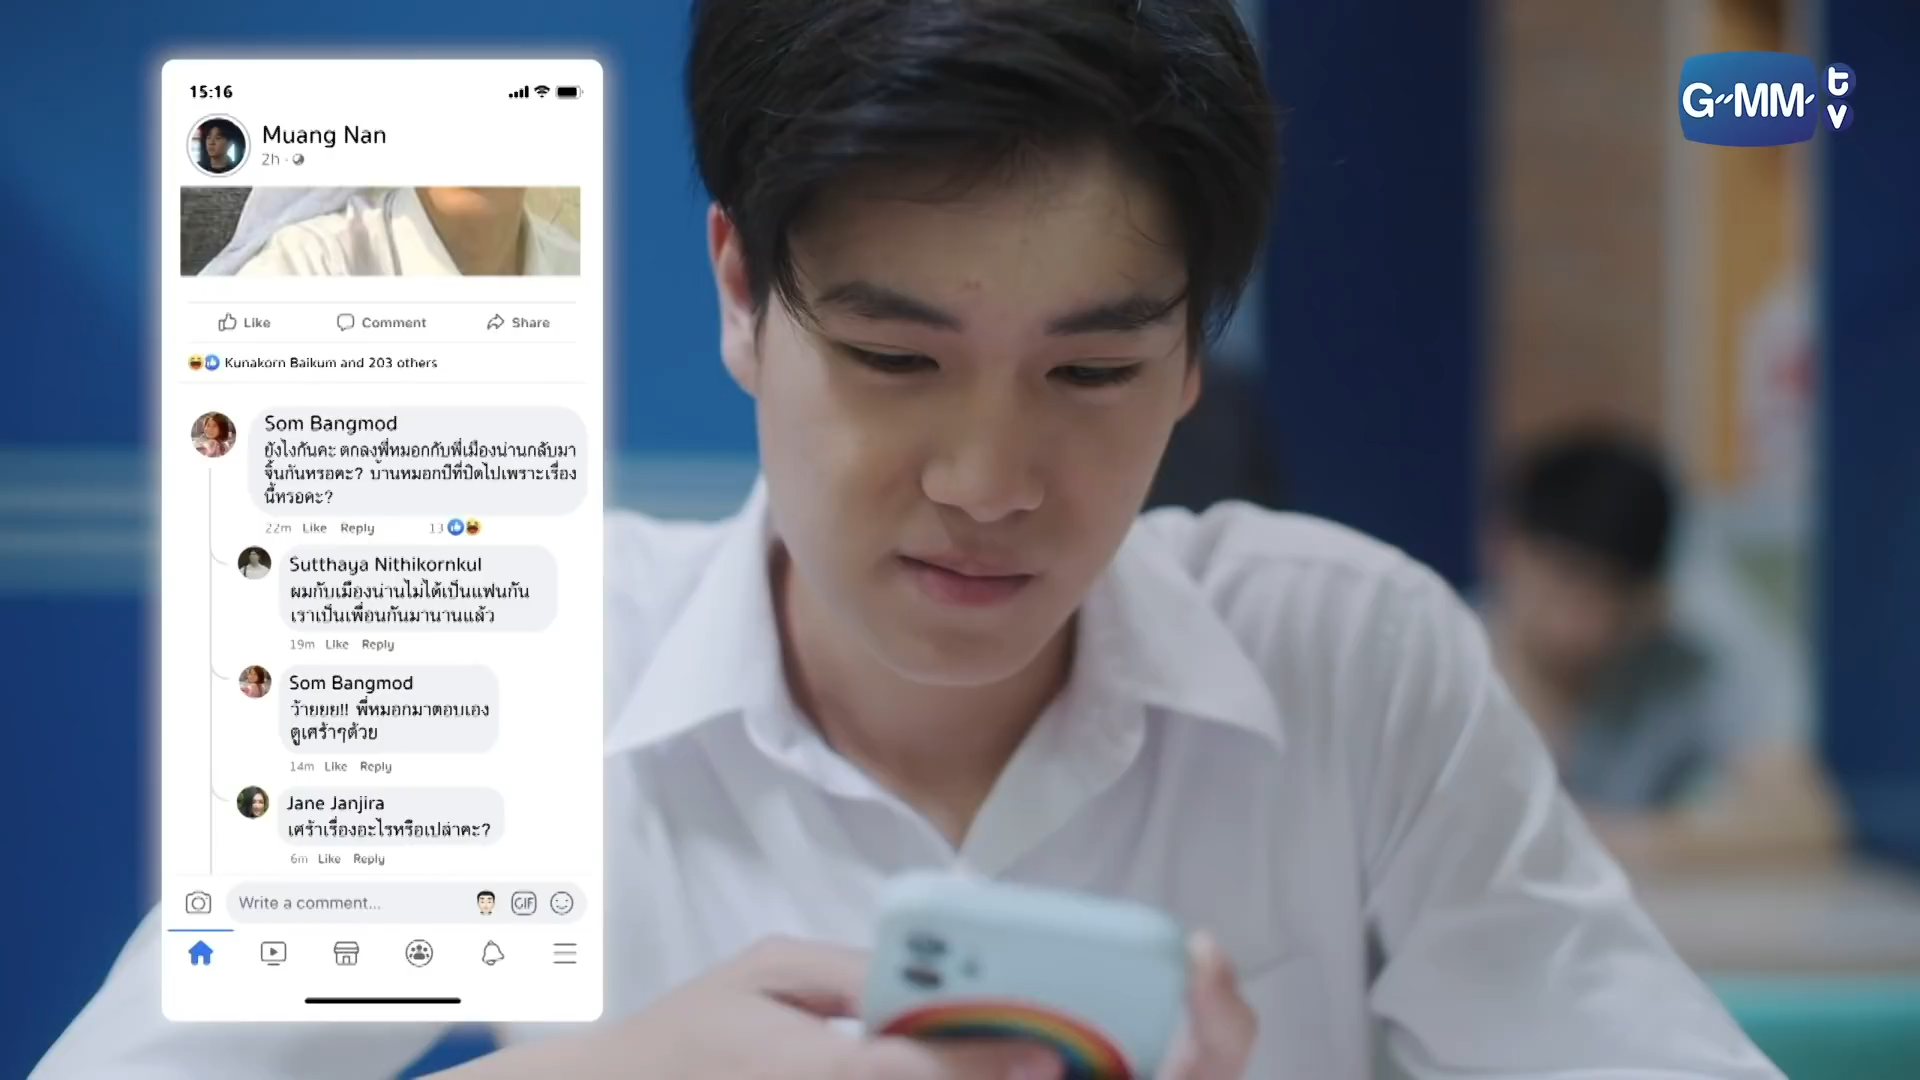 15:16
Muang Nan
2h
Like Comment Share
Kunakorn Baikum and 203 others
Som Bangmod
ยังไงกันคะ ตกลงพี่หมอกกับพี่เมืองน่านกลับมา
จิ้นกันหรอคะ? บ้านหมอกปีที่ปิดไปเพราะเรื่อง
นี้หรอคะ?
22m Like Reply 13
Sutthaya Nithikornkul
ผมกับเมืองน่านไม่ได้เป็นแฟนกัน
เราเป็นเพื่อนกันมานานแล้ว
19m Like Reply
Som Bangmod
ว้ายยย!! พี่หมอกมาตอบเอง
ดูเศร้าๆด้วย
14m Like Reply
Jane Janjira
เศร้าเรื่องอะไรหรือเปล่าคะ?
6m Like Reply
Write a comment...
GIF
GMM tv